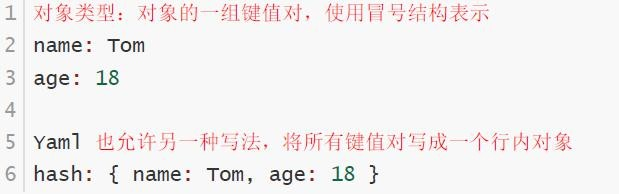 1 对象类型：对象的一组键值对，使用冒号结构表示
2 name: Tom
3 age: 18
4
5 Yaml 也允许另一种写法，将所有键值对写成一个行内对象
6 hash: { name: Tom, age: 18 }